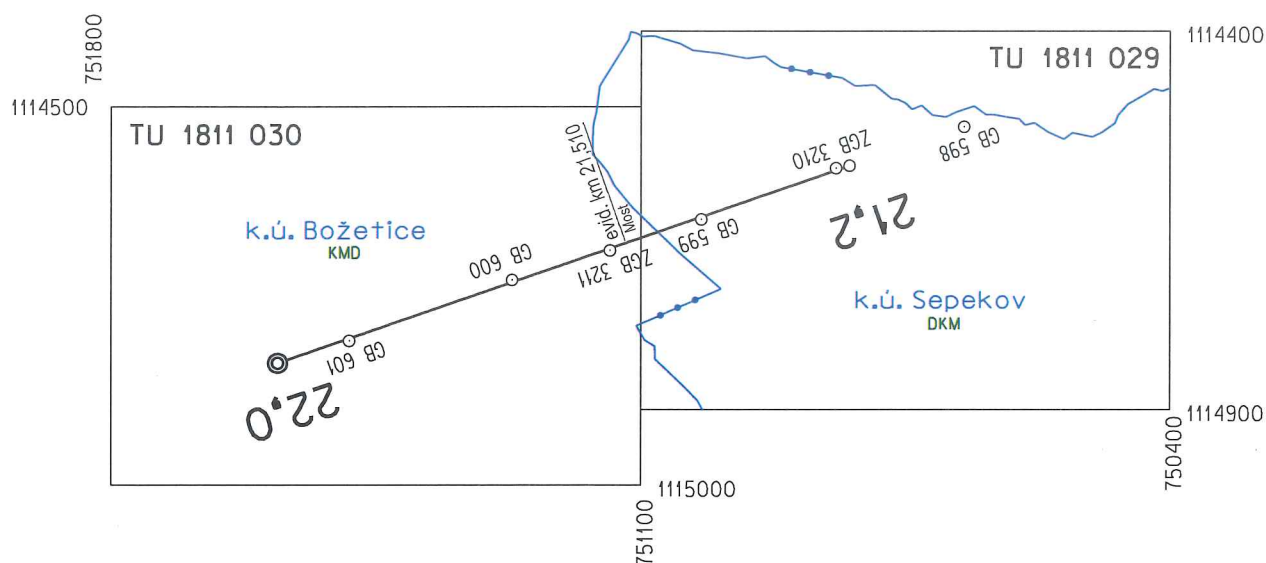 751800
1114500
TU 1811 030
k.ú. Božetice
KMD
GB 600
GB 601
22,0
evid. km 21,510
Most
ZGB 3211
GB 599
ZGB 3210
21,2
GB 598
TU 1811 029
1114400
k.ú. Sepekov
DKM
1114900
750400
1115000
751100